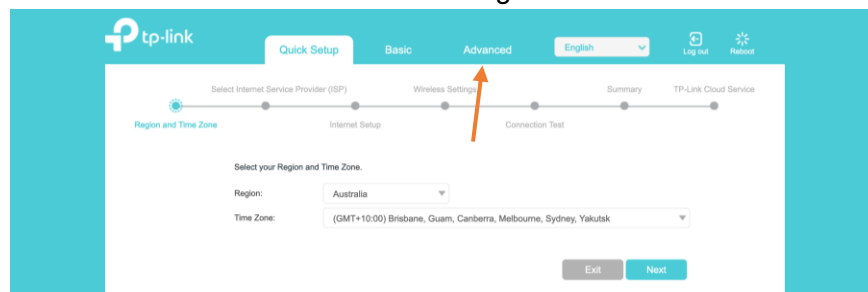 tp-link
Quick Setup Basic Advanced English Log out Reboot
Select Internet Service Provider (ISP) Wireless Settings Summary TP-Link Cloud Service
Region and Time Zone Internet Setup Connection Test
Select your Region and Time Zone.
Region: Australia
Time Zone: (GMT+10:00) Brisbane, Guam, Canberra, Melbourne, Sydney, Yakutsk
Exit Next